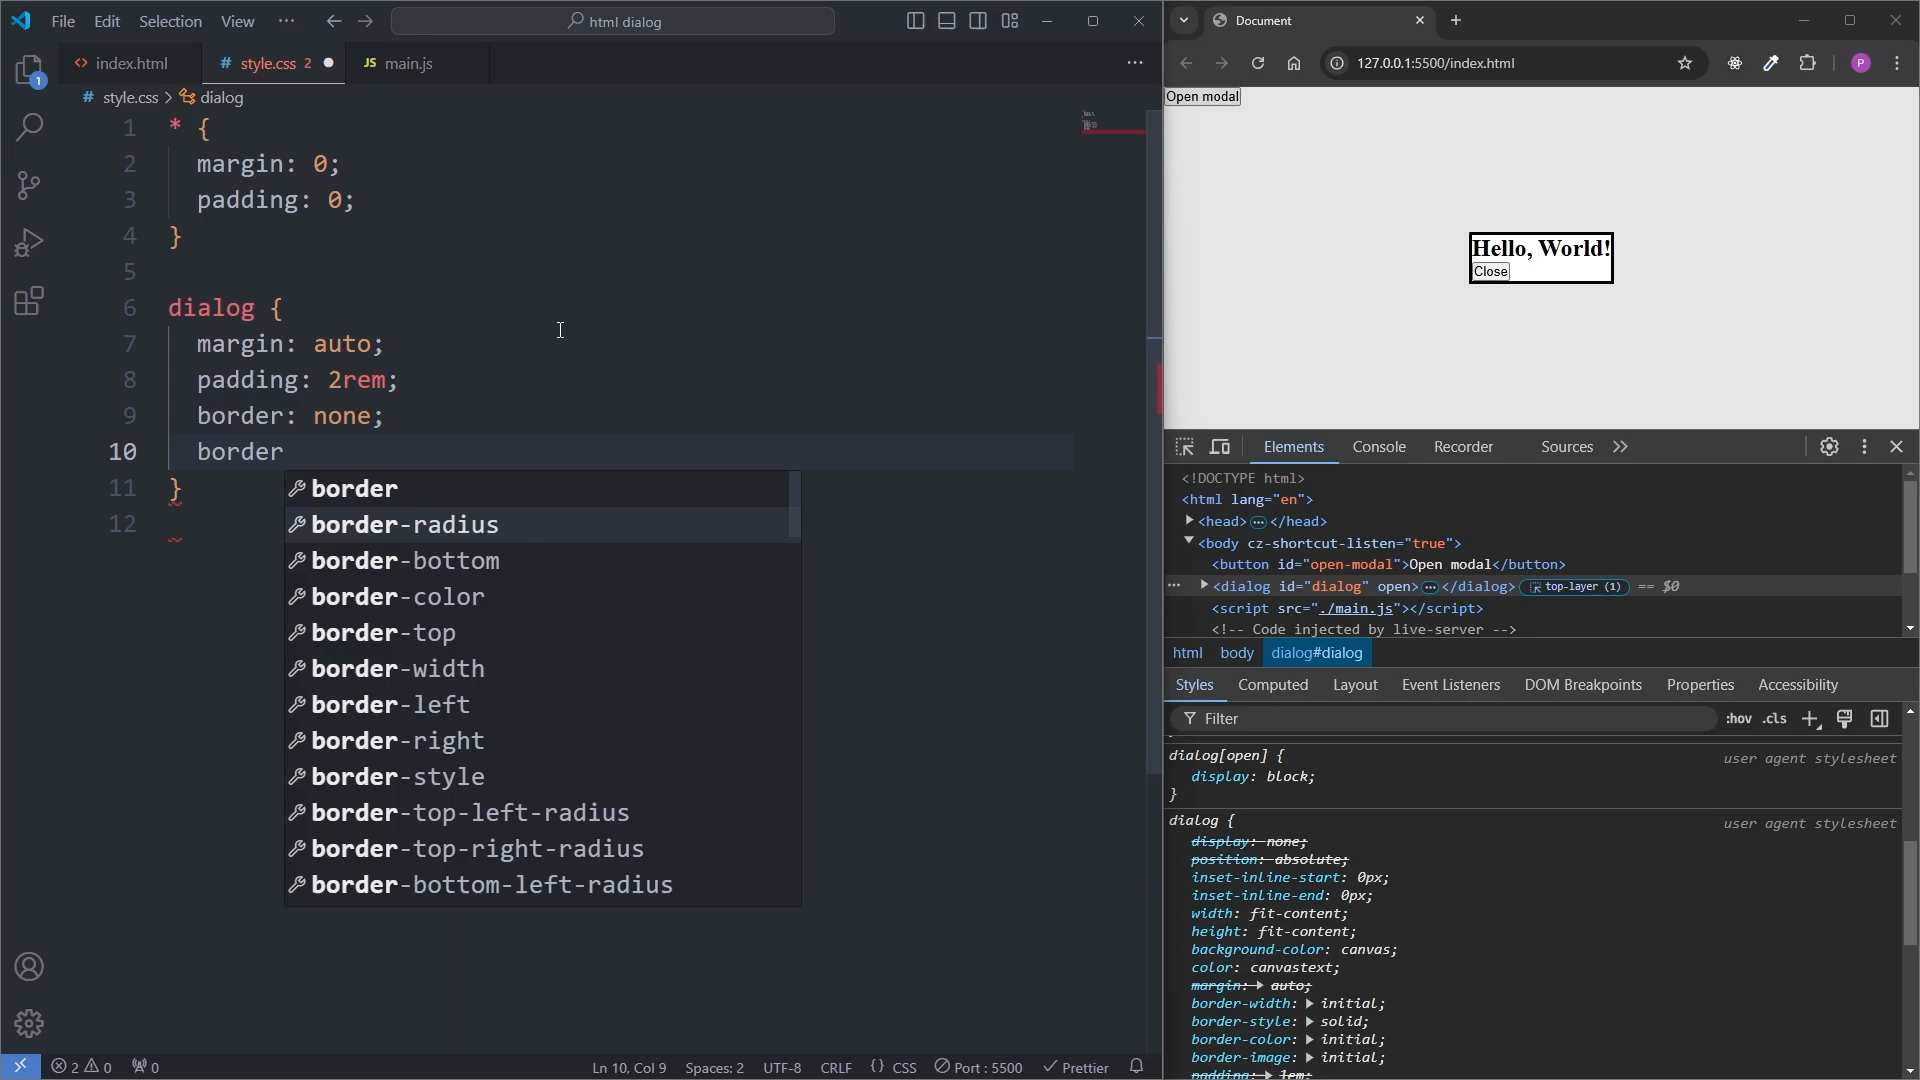 File Edit Selection View ··· html dialog
index.html # style.css 2 JS main.js ···
# style.css > dialog
1 * {
2 margin: 0;
3 padding: 0;
4 }
5
6 dialog {
7 margin: auto;
8 padding: 2rem;
9 border: none;
10 border
11 }
12
border
border-radius
border-bottom
border-color
border-top
border-width
border-left
border-right
border-style
border-top-left-radius
border-top-right-radius
border-bottom-left-radius
1
2 0 0 Ln 10, Col 9 Spaces: 2 UTF-8 CRLF {} CSS Port : 5500 Prettier
Document
127.0.0.1:5500/index.html P
Open modal
Hello, World!
Close
Elements Console Recorder Sources
<!DOCTYPE html>
<html lang="en">
<head> ··· </head>
<body cz-shortcut-listen="true">
<button id="open-modal">Open modal</button>
··· <dialog id="dialog" open> ··· </dialog> top-layer (1) == $0
<script src="./main.js"></script>
<!-- Code injected by live-server -->
html body dialog#dialog
Styles Computed Layout Event Listeners DOM Breakpoints Properties Accessibility
Filter :hov .cls
}
dialog[open] { user agent stylesheet
display: block;
}
dialog { user agent stylesheet
display: none;
position: absolute;
inset-inline-start: 0px;
inset-inline-end: 0px;
width: fit-content;
height: fit-content;
background-color: canvas;
color: canvastext;
margin: auto;
border-width: initial;
border-style: solid;
border-color: initial;
border-image: initial;
padding: 1em;